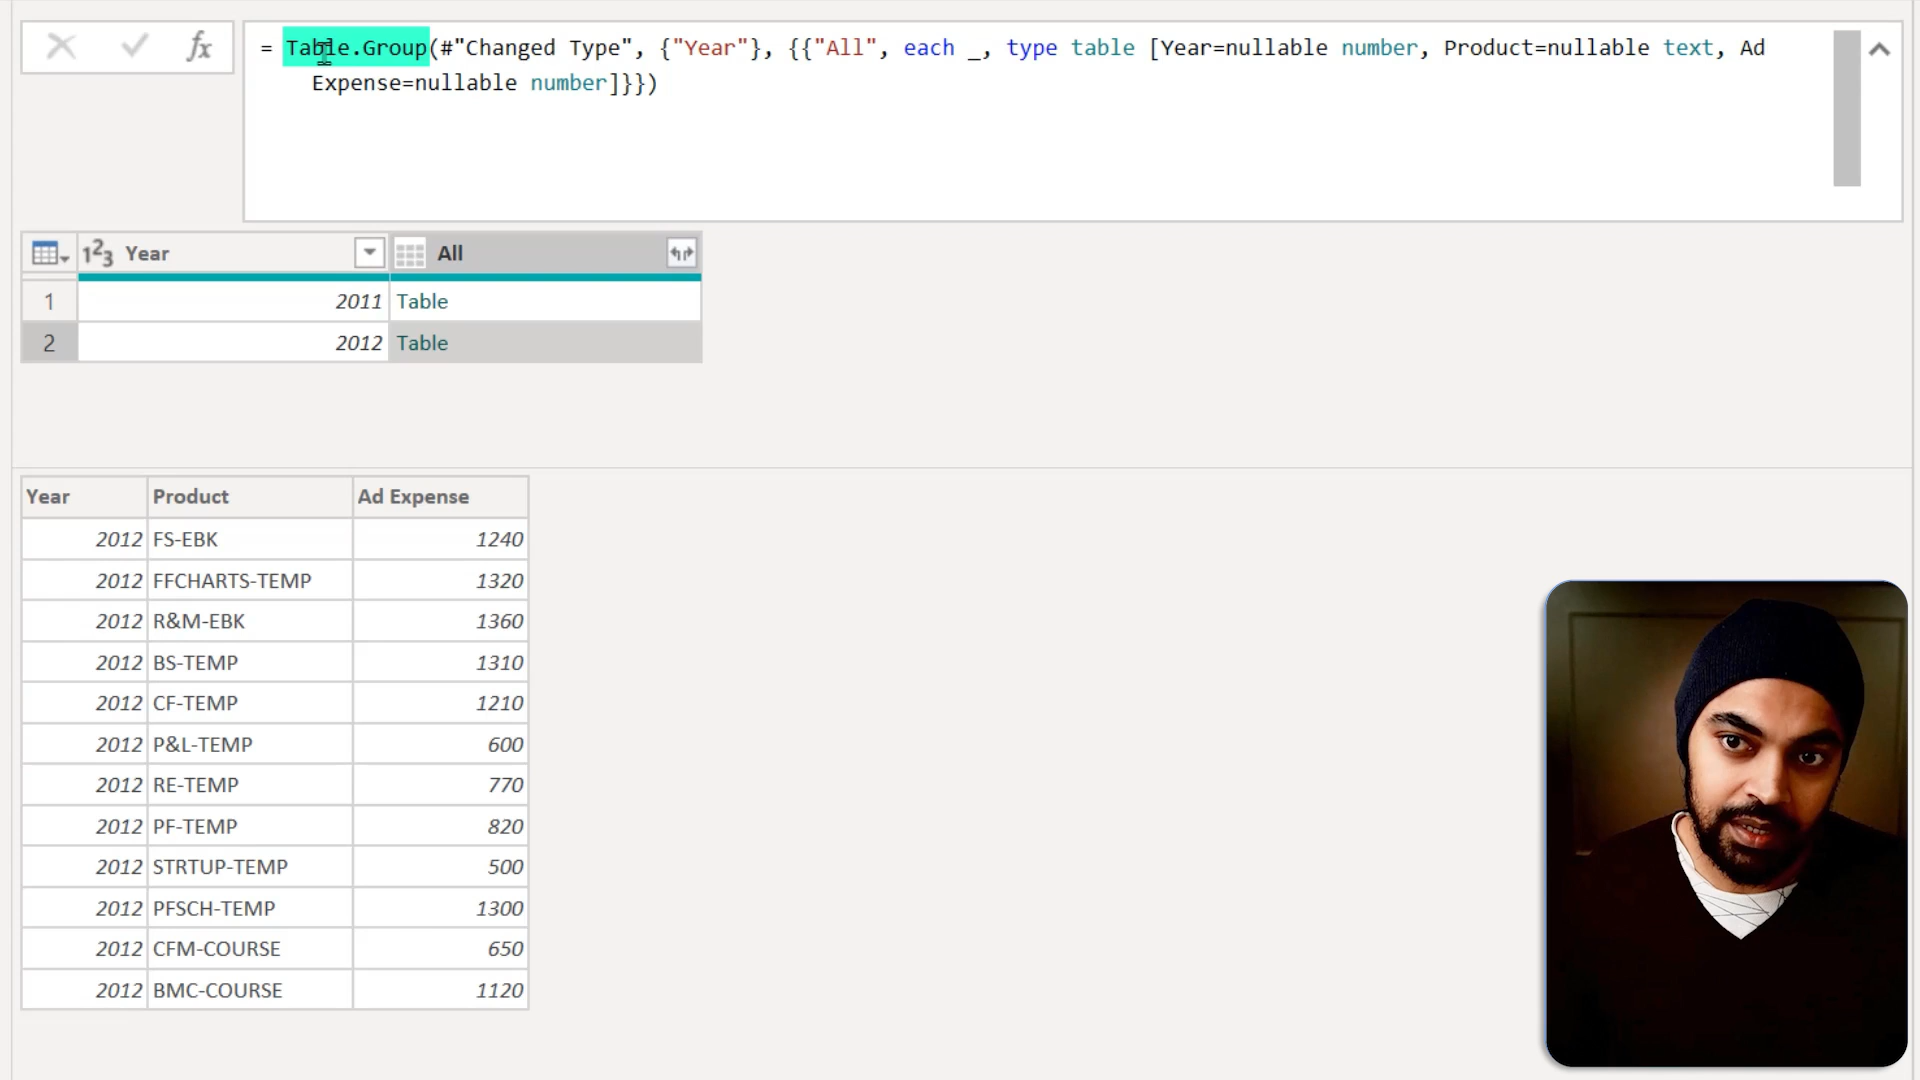 fx
= Table.Group(#"Changed Type", {"Year"}, {{"All", each _, type table [Year=nullable number, Product=nullable text, Ad
Expense=nullable number]}})
123 Year All
1 2011 Table
2 2012 Table
Year Product Ad Expense
2012 FS-EBK 1240
2012 FFCHARTS-TEMP 1320
2012 R&M-EBK 1360
2012 BS-TEMP 1310
2012 CF-TEMP 1210
2012 P&L-TEMP 600
2012 RE-TEMP 770
2012 PF-TEMP 820
2012 STRTUP-TEMP 500
2012 PFSCH-TEMP 1300
2012 CFM-COURSE 650
2012 BMC-COURSE 1120